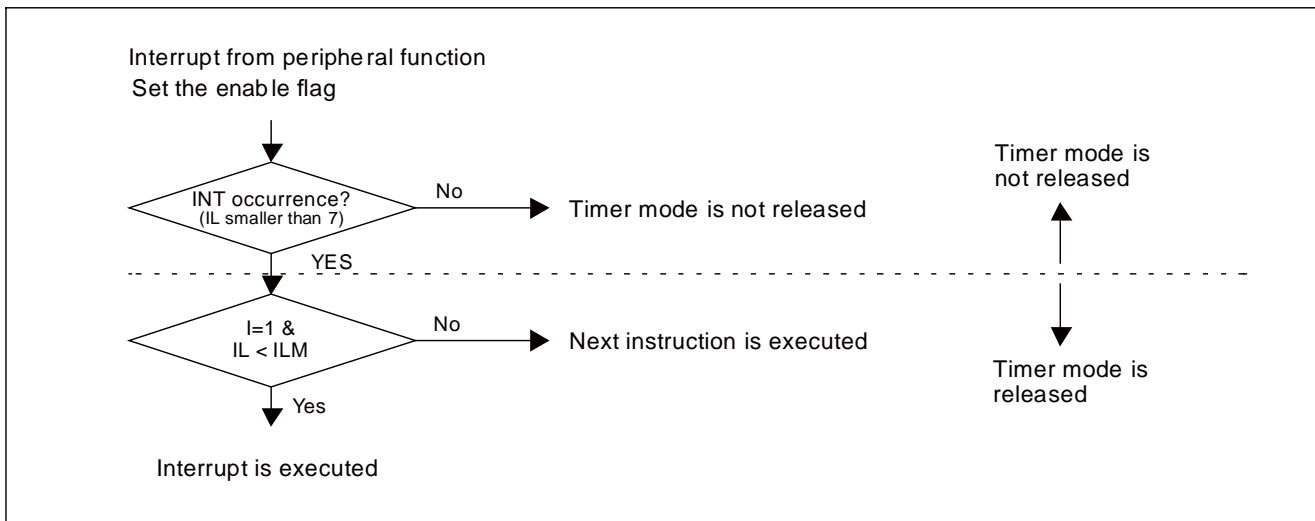 Interrupt from peripheral function
Set the enable flag
INT occurrence?
(IL smaller than 7)
No
Timer mode is not released
YES
I=1 &
IL < ILM
No
Next instruction is executed
Yes
Interrupt is executed
Timer mode is
not released
Timer mode is
released